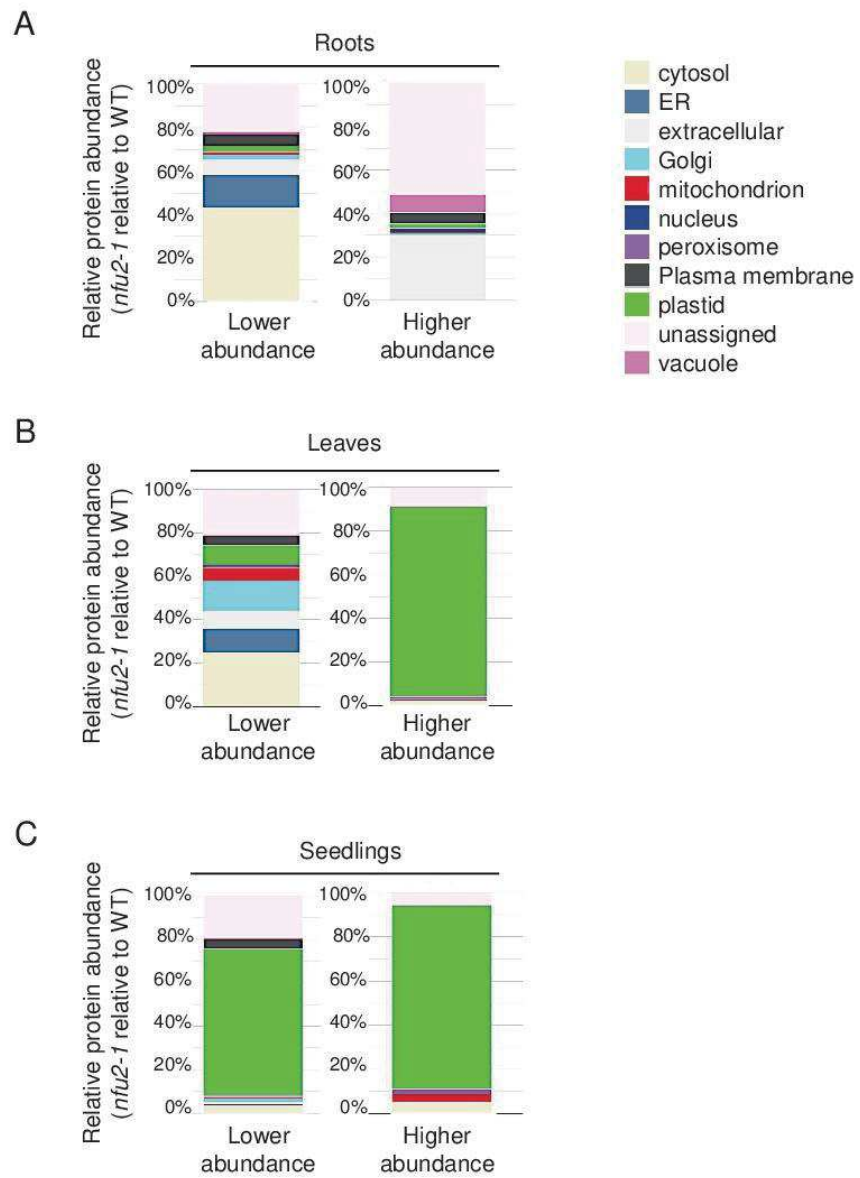 A
Roots
Relative protein abundance
(nfu2-1 relative to WT)
100%
80%
60%
40%
20%
0%
Lower
abundance
100%
80%
60%
40%
20%
0%
Higher
abundance
cytosol
ER
extracellular
Golgi
mitochondrion
nucleus
peroxisome
Plasma membrane
plastid
unassigned
vacuole
B
Leaves
Relative protein abundance
(nfu2-1 relative to WT)
100%
80%
60%
40%
20%
0%
Lower
abundance
100%
80%
60%
40%
20%
0%
Higher
abundance
C
Seedlings
Relative protein abundance
(nfu2-1 relative to WT)
100%
80%
60%
40%
20%
0%
Lower
abundance
100%
80%
60%
40%
20%
0%
Higher
abundance